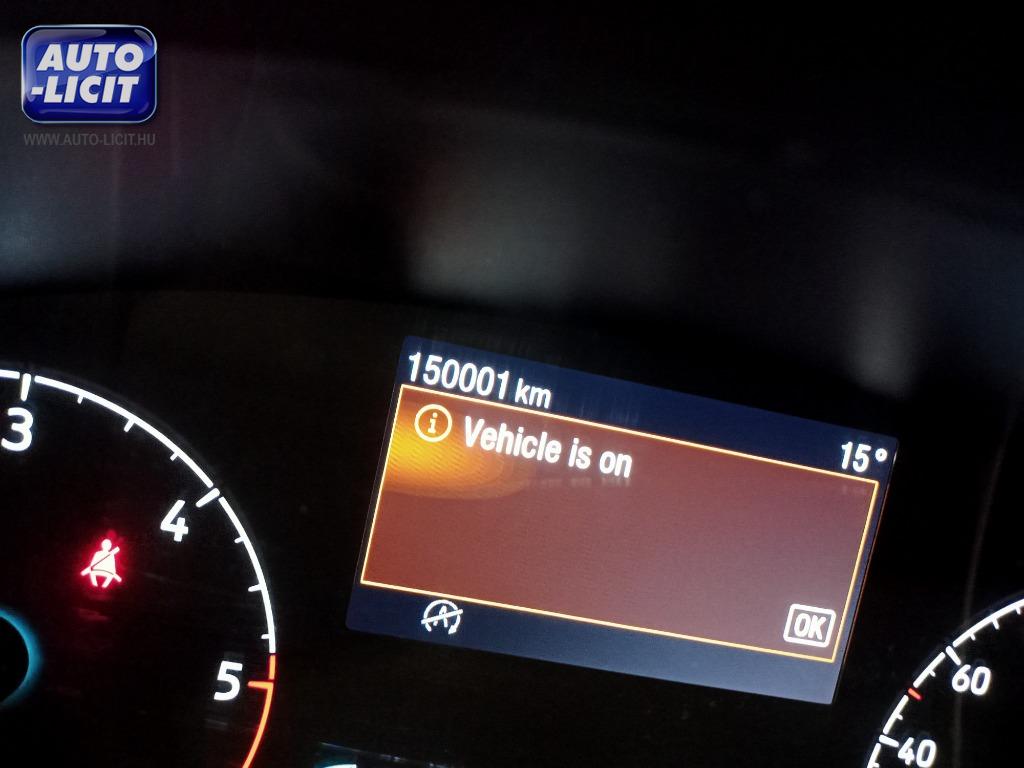 AUTO
-LICIT
WWW.AUTO-LICIT.HU
150001 km
15°
Vehicle is on
OK
3
4
5
60
40